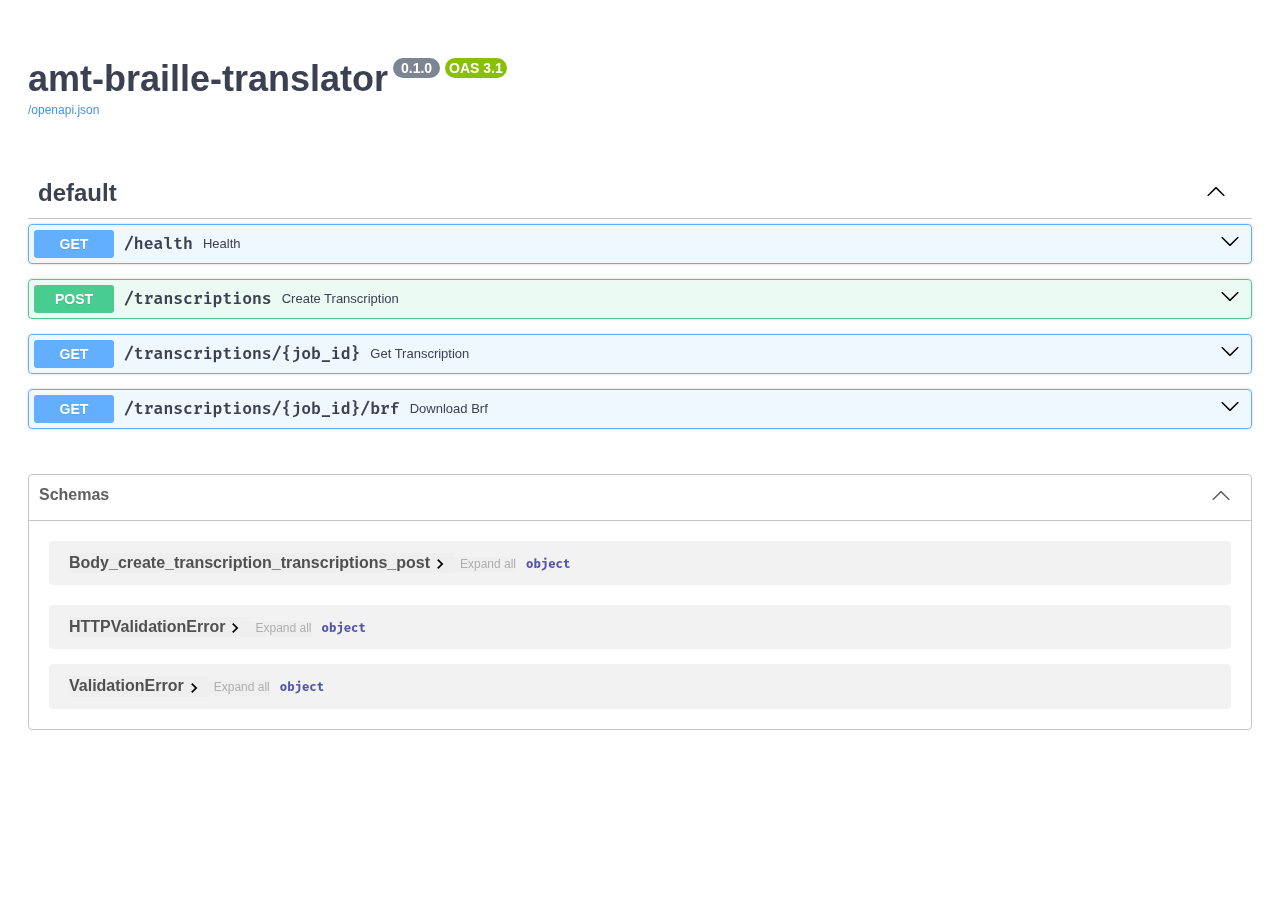 amt-braille-translator 0.1.0 OAS 3.1
/openapi.json
default
GET /health Health
POST /transcriptions Create Transcription
GET /transcriptions/{job_id} Get Transcription
GET /transcriptions/{job_id}/brf Download Brf
Schemas
Body_create_transcription_transcriptions_post Expand all object
HTTPValidationError Expand all object
ValidationError Expand all object